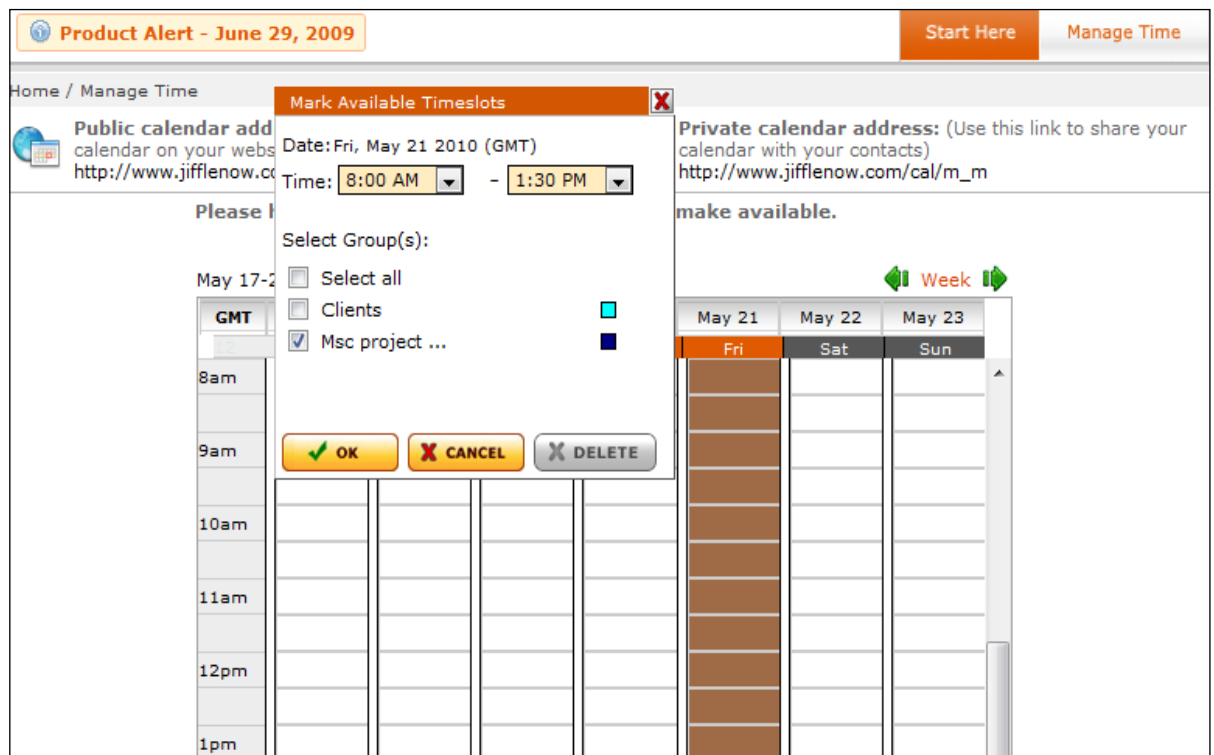 Product Alert - June 29, 2009
Start Here
Manage Time
Home / Manage Time
Mark Available Timeslots
Public calendar add
calendar on your webs
http://www.jifflenow.co
Date:Fri, May 21 2010 (GMT)
Time: 8:00 AM - 1:30 PM
Private calendar address: (Use this link to share your
calendar with your contacts)
http://www.jifflenow.com/cal/m_m
Please
make available.
Select Group(s):
Select all
Clients
Msc project ...
OK
CANCEL
DELETE
May 17-2
Week
GMT
May 21
May 22
May 23
12
Fri
Sat
Sun
8am
9am
10am
11am
12pm
1pm